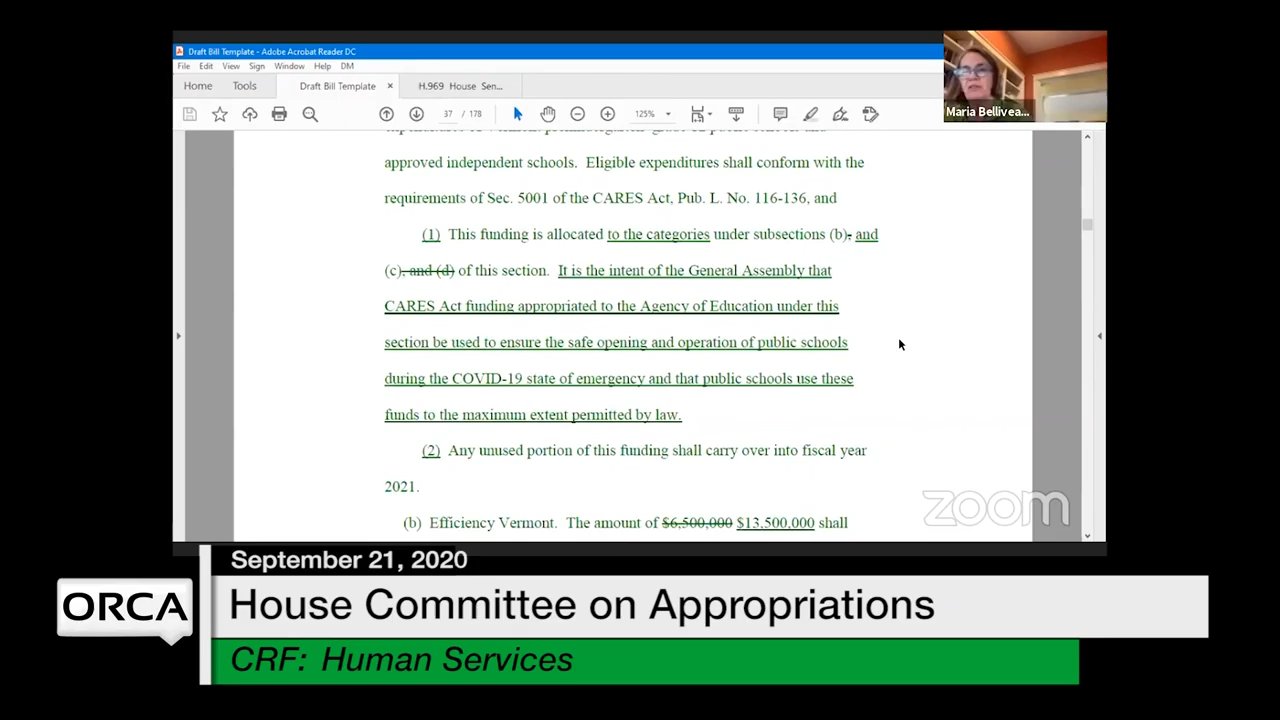 Draft Bill Template - Adobe Acrobat Reader DC
File Edit View Sign Window Help DM
Home Tools Draft Bill Template × H.969 House Sen...
37 / 178 125%
Maria Bellivea...
approved independent schools. Eligible expenditures shall conform with the
requirements of Sec. 5001 of the CARES Act, Pub. L. No. 116-136, and
(1) This funding is allocated to the categories under subsections (b), and
(c), and (d) of this section. It is the intent of the General Assembly that
CARES Act funding appropriated to the Agency of Education under this
section be used to ensure the safe opening and operation of public schools
during the COVID-19 state of emergency and that public schools use these
funds to the maximum extent permitted by law.
(2) Any unused portion of this funding shall carry over into fiscal year
2021.
(b) Efficiency Vermont. The amount of $6,500,000 $13,500,000 shall
zoom
September 21, 2020
ORCA
House Committee on Appropriations
CRF: Human Services